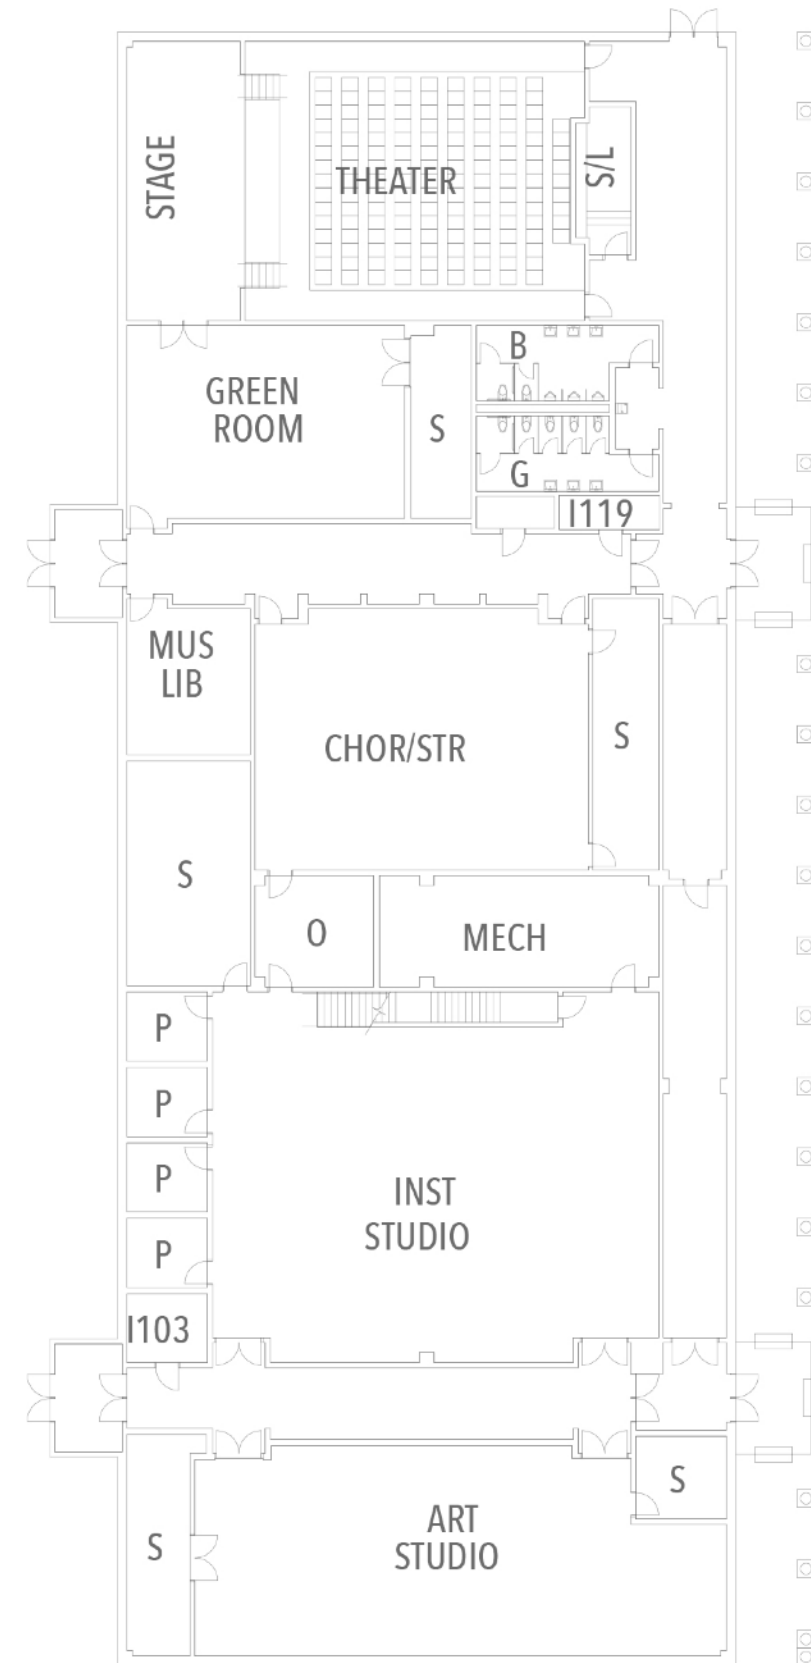 STAGE
THEATER
S/L
B
GREEN
ROOM
S
G
I119
MUS
LIB
CHOR/STR
S
S
O
MECH
P
P
P
INST
STUDIO
P
I103
S
ART
STUDIO
S